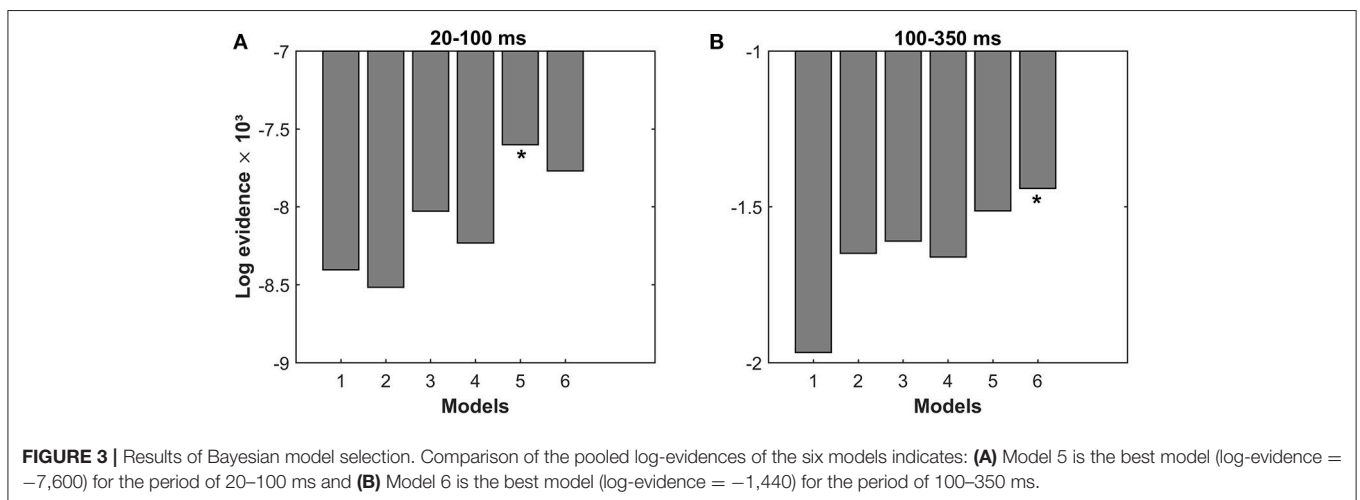 A
20-100 ms
-7
-7.5
-8
-8.5
-9
Log evidence × 10³
1 2 3 4 5 6
*
Models
B
100-350 ms
-1
-1.5
-2
1 2 3 4 5 6
*
Models
FIGURE 3 | Results of Bayesian model selection. Comparison of the pooled log-evidences of the six models indicates: (A) Model 5 is the best model (log-evidence =
−7,600) for the period of 20–100 ms and (B) Model 6 is the best model (log-evidence = −1,440) for the period of 100–350 ms.